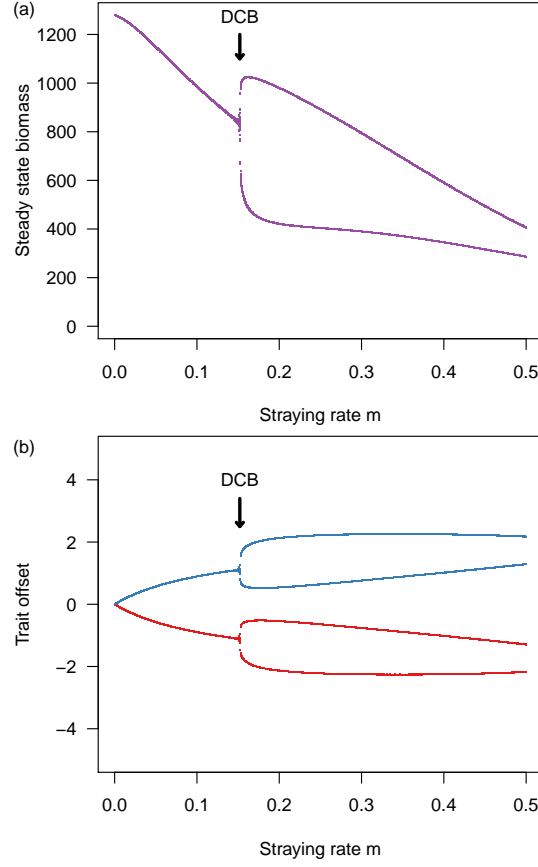 (a)
DCB
Steady state biomass
1200
1000
800
600
400
200
0
0.0 0.1 0.2 0.3 0.4 0.5
Straying rate m
(b)
DCB
Trait offset
4
2
0
-2
-4
0.0 0.1 0.2 0.3 0.4 0.5
Straying rate m